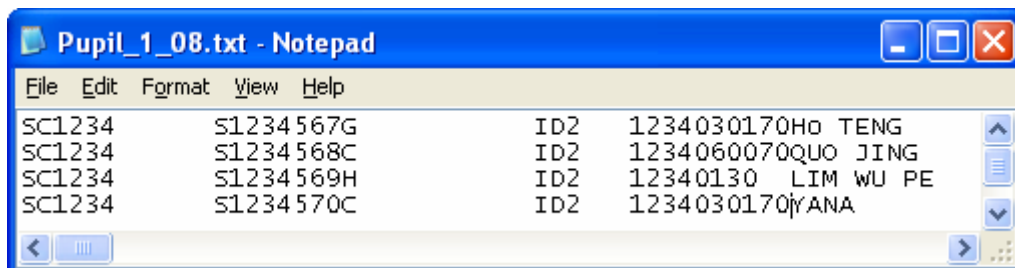 Pupil_1_08.txt - Notepad
File Edit Format View Help
SC1234 S1234567G ID2 1234030170HO TENG
SC1234 S1234568C ID2 1234060070QUO JING
SC1234 S1234569H ID2 12340130 LIM WU PE
SC1234 S1234570C ID2 1234030170YANA